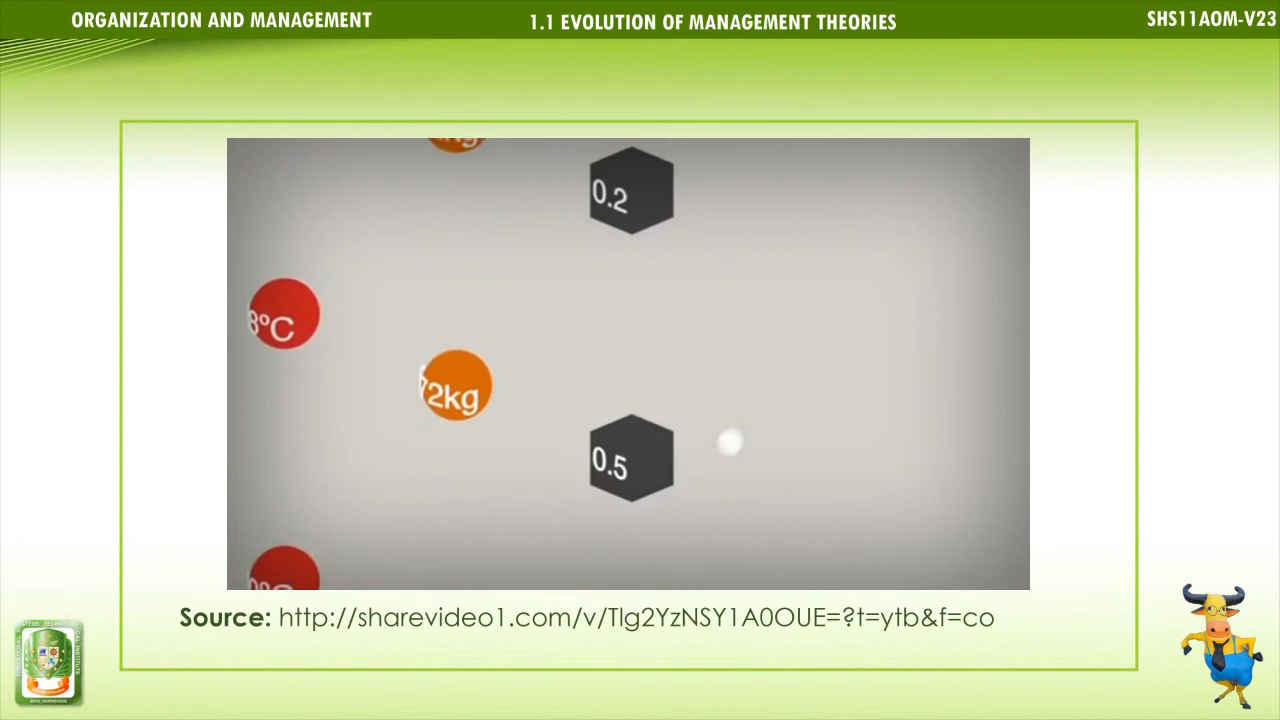 ORGANIZATION AND MANAGEMENT
1.1 EVOLUTION OF MANAGEMENT THEORIES
SHS11AOM-V23
0.2
8°C
2kg
0.5
Source: http://sharevideo1.com/v/Tlg2YzNSY1A0OUE=?t=ytb&f=co